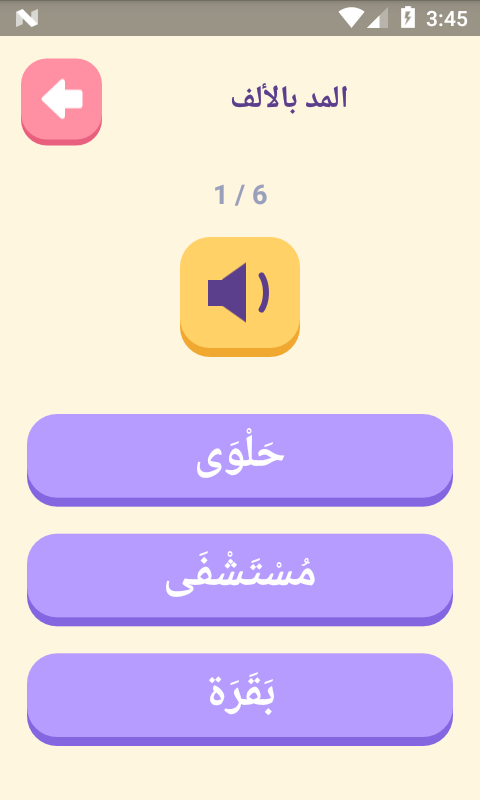 3:45
المد بالألف
1 / 6
حَلْوَى
مُسْتَشْفَى
بَقَرَة